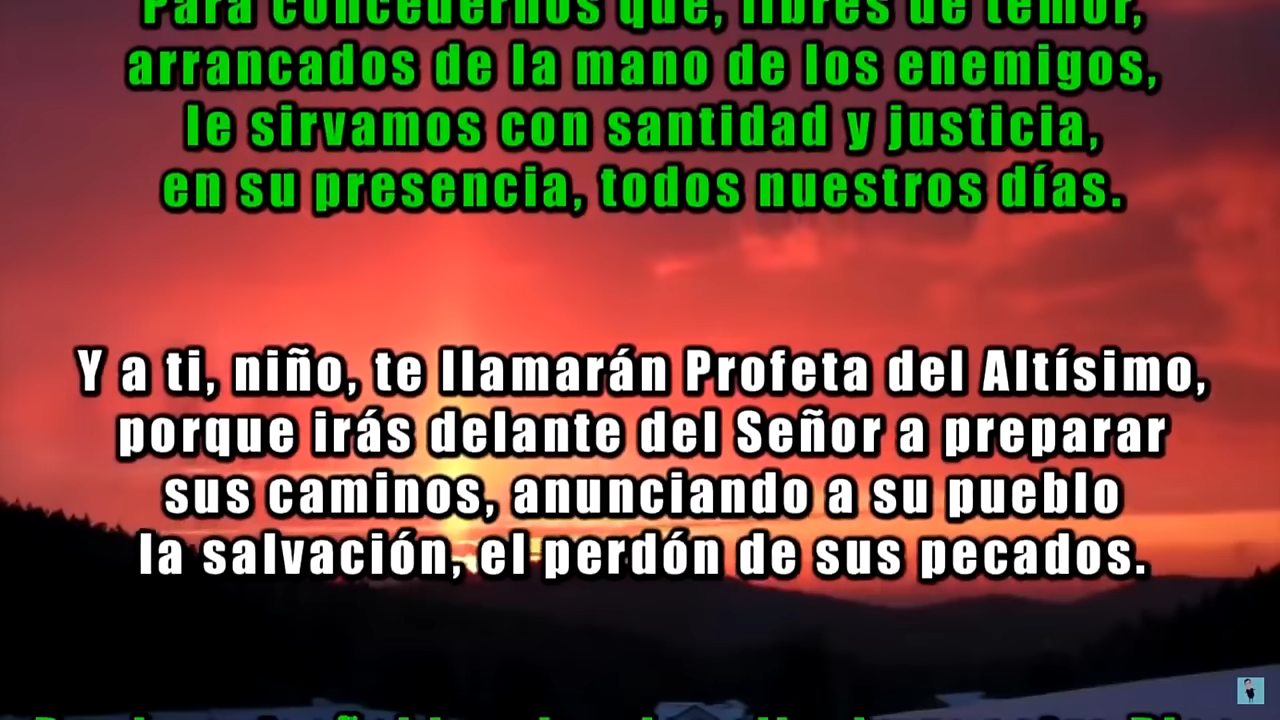 Para concedernos que, libres de temor,
arrancados de la mano de los enemigos,
le sirvamos con santidad y justicia,
en su presencia, todos nuestros días.
Y a ti, niño, te llamarán Profeta del Altísimo,
porque irás delante del Señor a preparar
sus caminos, anunciando a su pueblo
la salvación, el perdón de sus pecados.